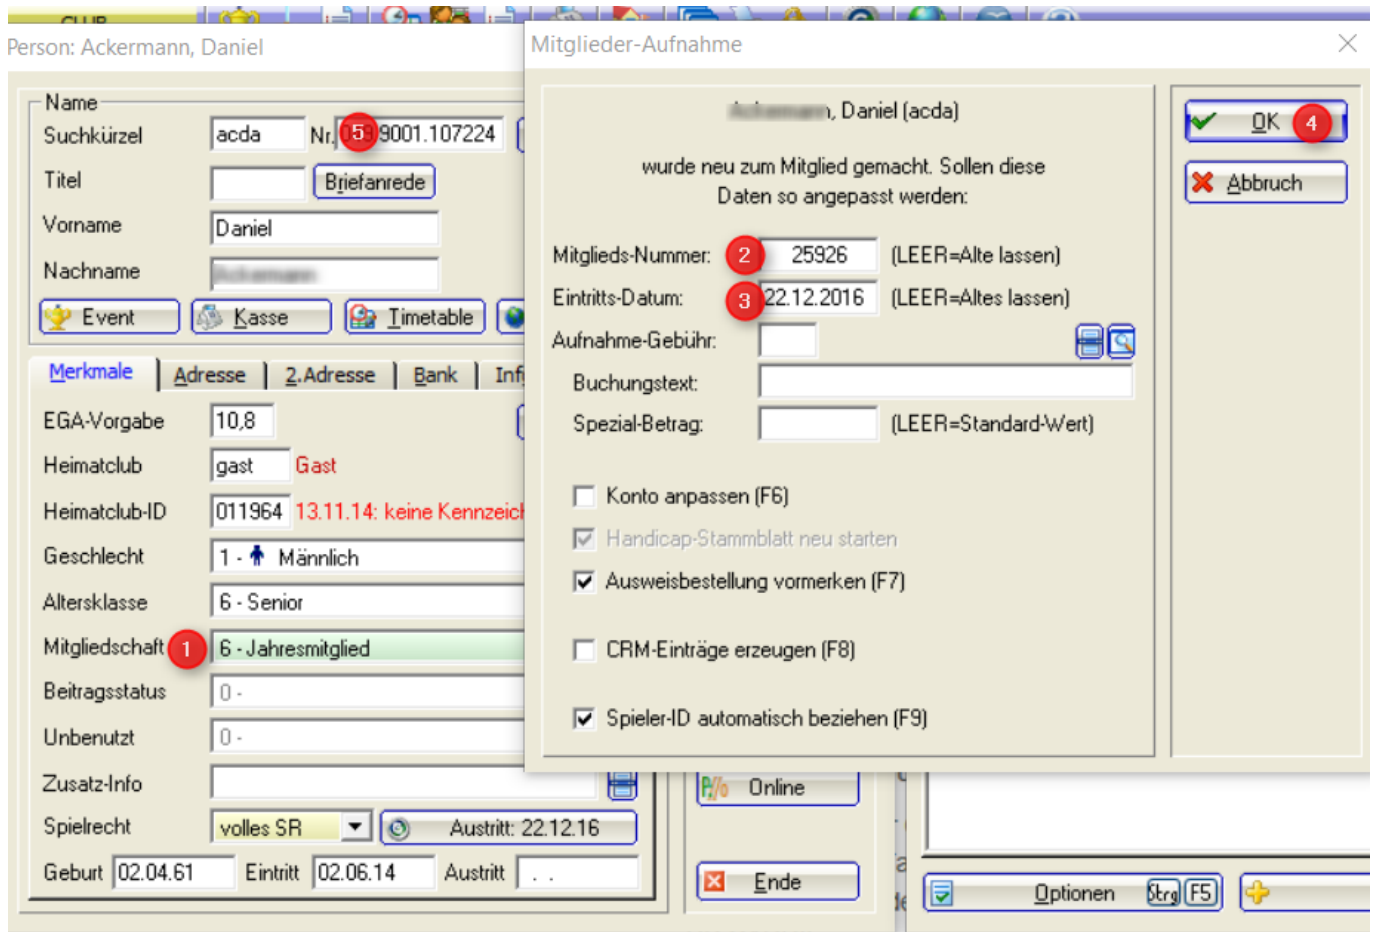 CLUB
Person: Ackermann, Daniel
Name
Suchkürzel acda Nr. 5 9001.107224
Titel Briefanrede
Vorname Daniel
Nachname
Event Kasse Timetable
Merkmale Adresse 2.Adresse Bank Inf
EGA-Vorgabe 10,8
Heimatclub gast Gast
Heimatclub-ID 011964 13.11.14: keine Kennzeich
Geschlecht 1 - Männlich
Altersklasse 6 - Senior
Mitgliedschaft 1 6 - Jahresmitglied
Beitragsstatus 0 -
Unbenutzt 0 -
Zusatz-Info
Spielrecht volles SR Austritt: 22.12.16
Geburt 02.04.61 Eintritt 02.06.14 Austritt . .
Mitglieder-Aufnahme
, Daniel (acda)
wurde neu zum Mitglied gemacht. Sollen diese
Daten so angepasst werden:
Mitglieds-Nummer: 2 25926 (LEER=Alte lassen)
Eintritts-Datum: 3 22.12.2016 (LEER=Altes lassen)
Aufnahme-Gebühr:
Buchungstext:
Spezial-Betrag: (LEER=Standard-Wert)
Konto anpassen (F6)
Handicap-Stammblatt neu starten
Ausweisbestellung vormerken (F7)
CRM-Einträge erzeugen (F8)
Spieler-ID automatisch beziehen (F9)
OK 4
Abbruch
Online
Ende
Optionen Strg F5